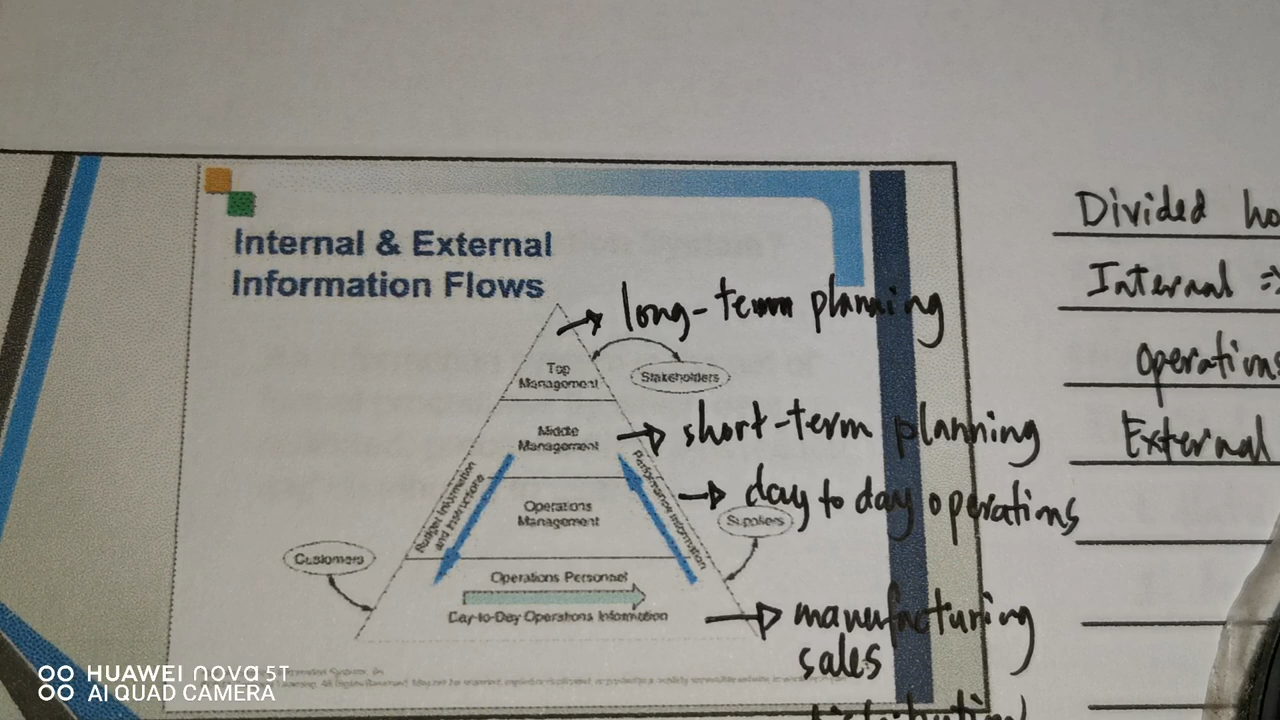 Internal & External
Information Flows
long-term planning
Top
Management
Stakeholders
Middle
Management
short-term planning
Budget Information
and Instructions
Performance Information
day to day operations
Operations
Management
Suppliers
Customers
Operations Personnel
Day-to-Day Operations Information
manufacturing
sales
Divided
Internal =>
Operations
External
HUAWEI nova 5T
AI QUAD CAMERA